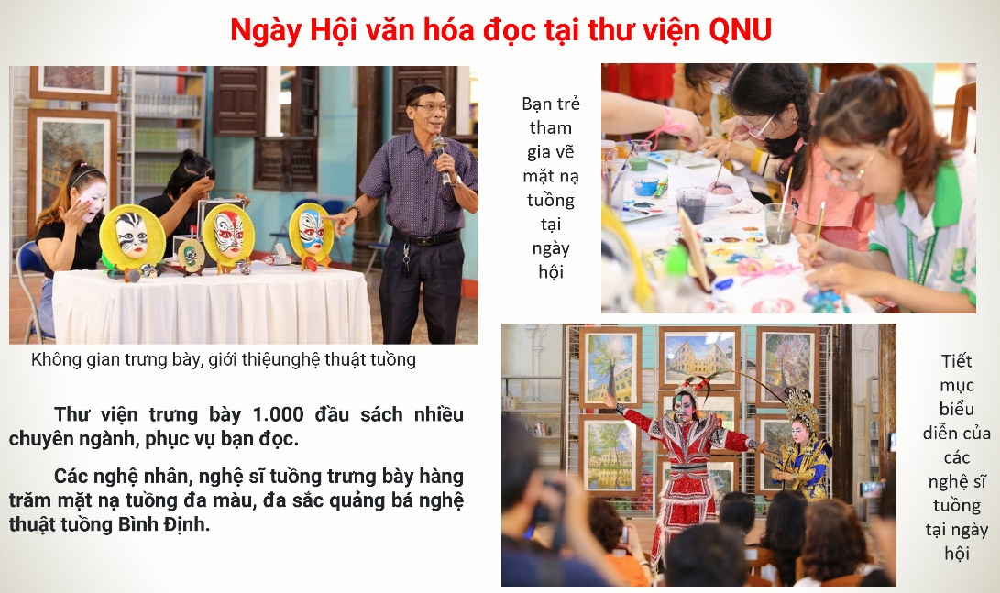 Ngày Hội văn hóa đọc tại thư viện QNU
Bạn trẻ
tham
gia vẽ
mặt nạ
tuồng
tại
ngày
hội
Không gian trưng bày, giới thiệunghệ thuật tuồng
Thư viện trưng bày 1.000 đầu sách nhiều
chuyên ngành, phục vụ bạn đọc.
Các nghệ nhân, nghệ sĩ tuồng trưng bày hàng
trăm mặt nạ tuồng đa màu, đa sắc quảng bá nghệ
thuật tuồng Bình Định.
Tiết
mục
biểu
diễn của
các
nghệ sĩ
tuồng
tại ngày
hội